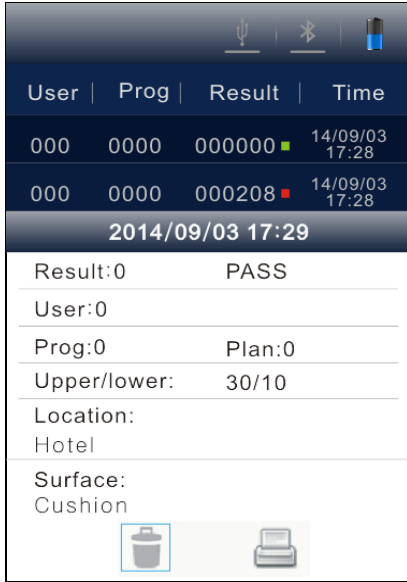 User | Prog | Result | Time
000 0000 000000 14/09/03 17:28
000 0000 000208 14/09/03 17:28
2014/09/03 17:29
Result:0 PASS
User:0
Prog:0 Plan:0
Upper/lower: 30/10
Location:
Hotel
Surface:
Cushion